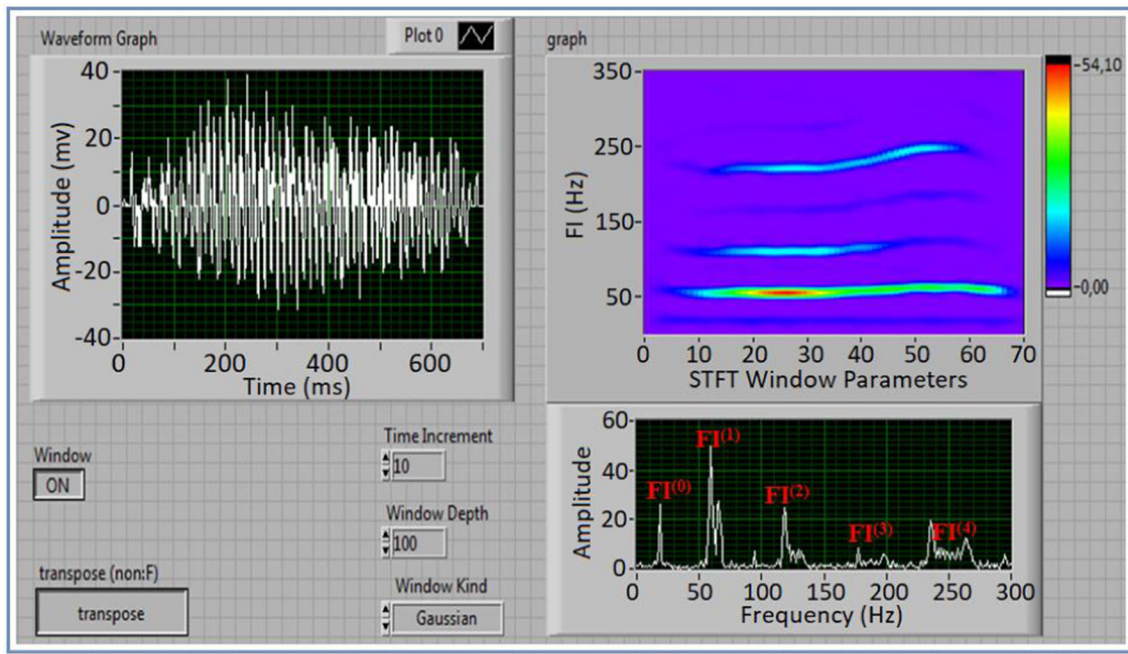 Waveform Graph
Plot 0
Amplitude (mv)
40
20
0
-20
-40
0
200
400
600
Time (ms)
graph
FI (Hz)
350
250
150
50
0
10
20
30
40
50
60
70
STFT Window Parameters
54,10
0,00
Window
ON
transpose (non:F)
transpose
Time Increment
10
Window Depth
100
Window Kind
Gaussian
Amplitude
60
40
20
0
FI(0)
FI(1)
FI(2)
FI(3)
FI(4)
0
50
100
150
200
250
300
Frequency (Hz)